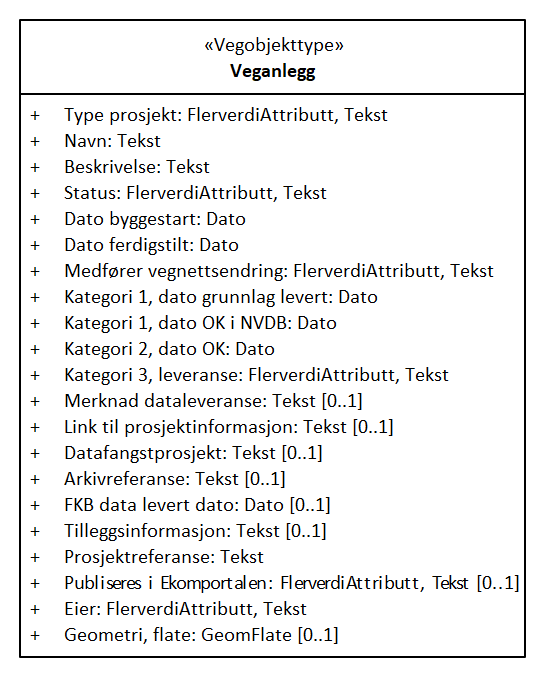 «Vegobjekttype»
Veganlegg
+ Type prosjekt: FlerverdiAttributt, Tekst
+ Navn: Tekst
+ Beskrivelse: Tekst
+ Status: FlerverdiAttributt, Tekst
+ Dato byggestart: Dato
+ Dato ferdigstilt: Dato
+ Medfører vegnettsendring: FlerverdiAttributt, Tekst
+ Kategori 1, dato grunnlag levert: Dato
+ Kategori 1, dato OK i NVDB: Dato
+ Kategori 2, dato OK: Dato
+ Kategori 3, leveranse: FlerverdiAttributt, Tekst
+ Merknad dataleveranse: Tekst [0..1]
+ Link til prosjektinformasjon: Tekst [0..1]
+ Datafangstprosjekt: Tekst [0..1]
+ Arkivreferanse: Tekst [0..1]
+ FKB data levert dato: Dato [0..1]
+ Tilleggsinformasjon: Tekst [0..1]
+ Prosjektreferanse: Tekst
+ Publiseres i Ekomportalen: FlerverdiAttributt, Tekst [0..1]
+ Eier: FlerverdiAttributt, Tekst
+ Geometri, flate: GeomFlate [0..1]